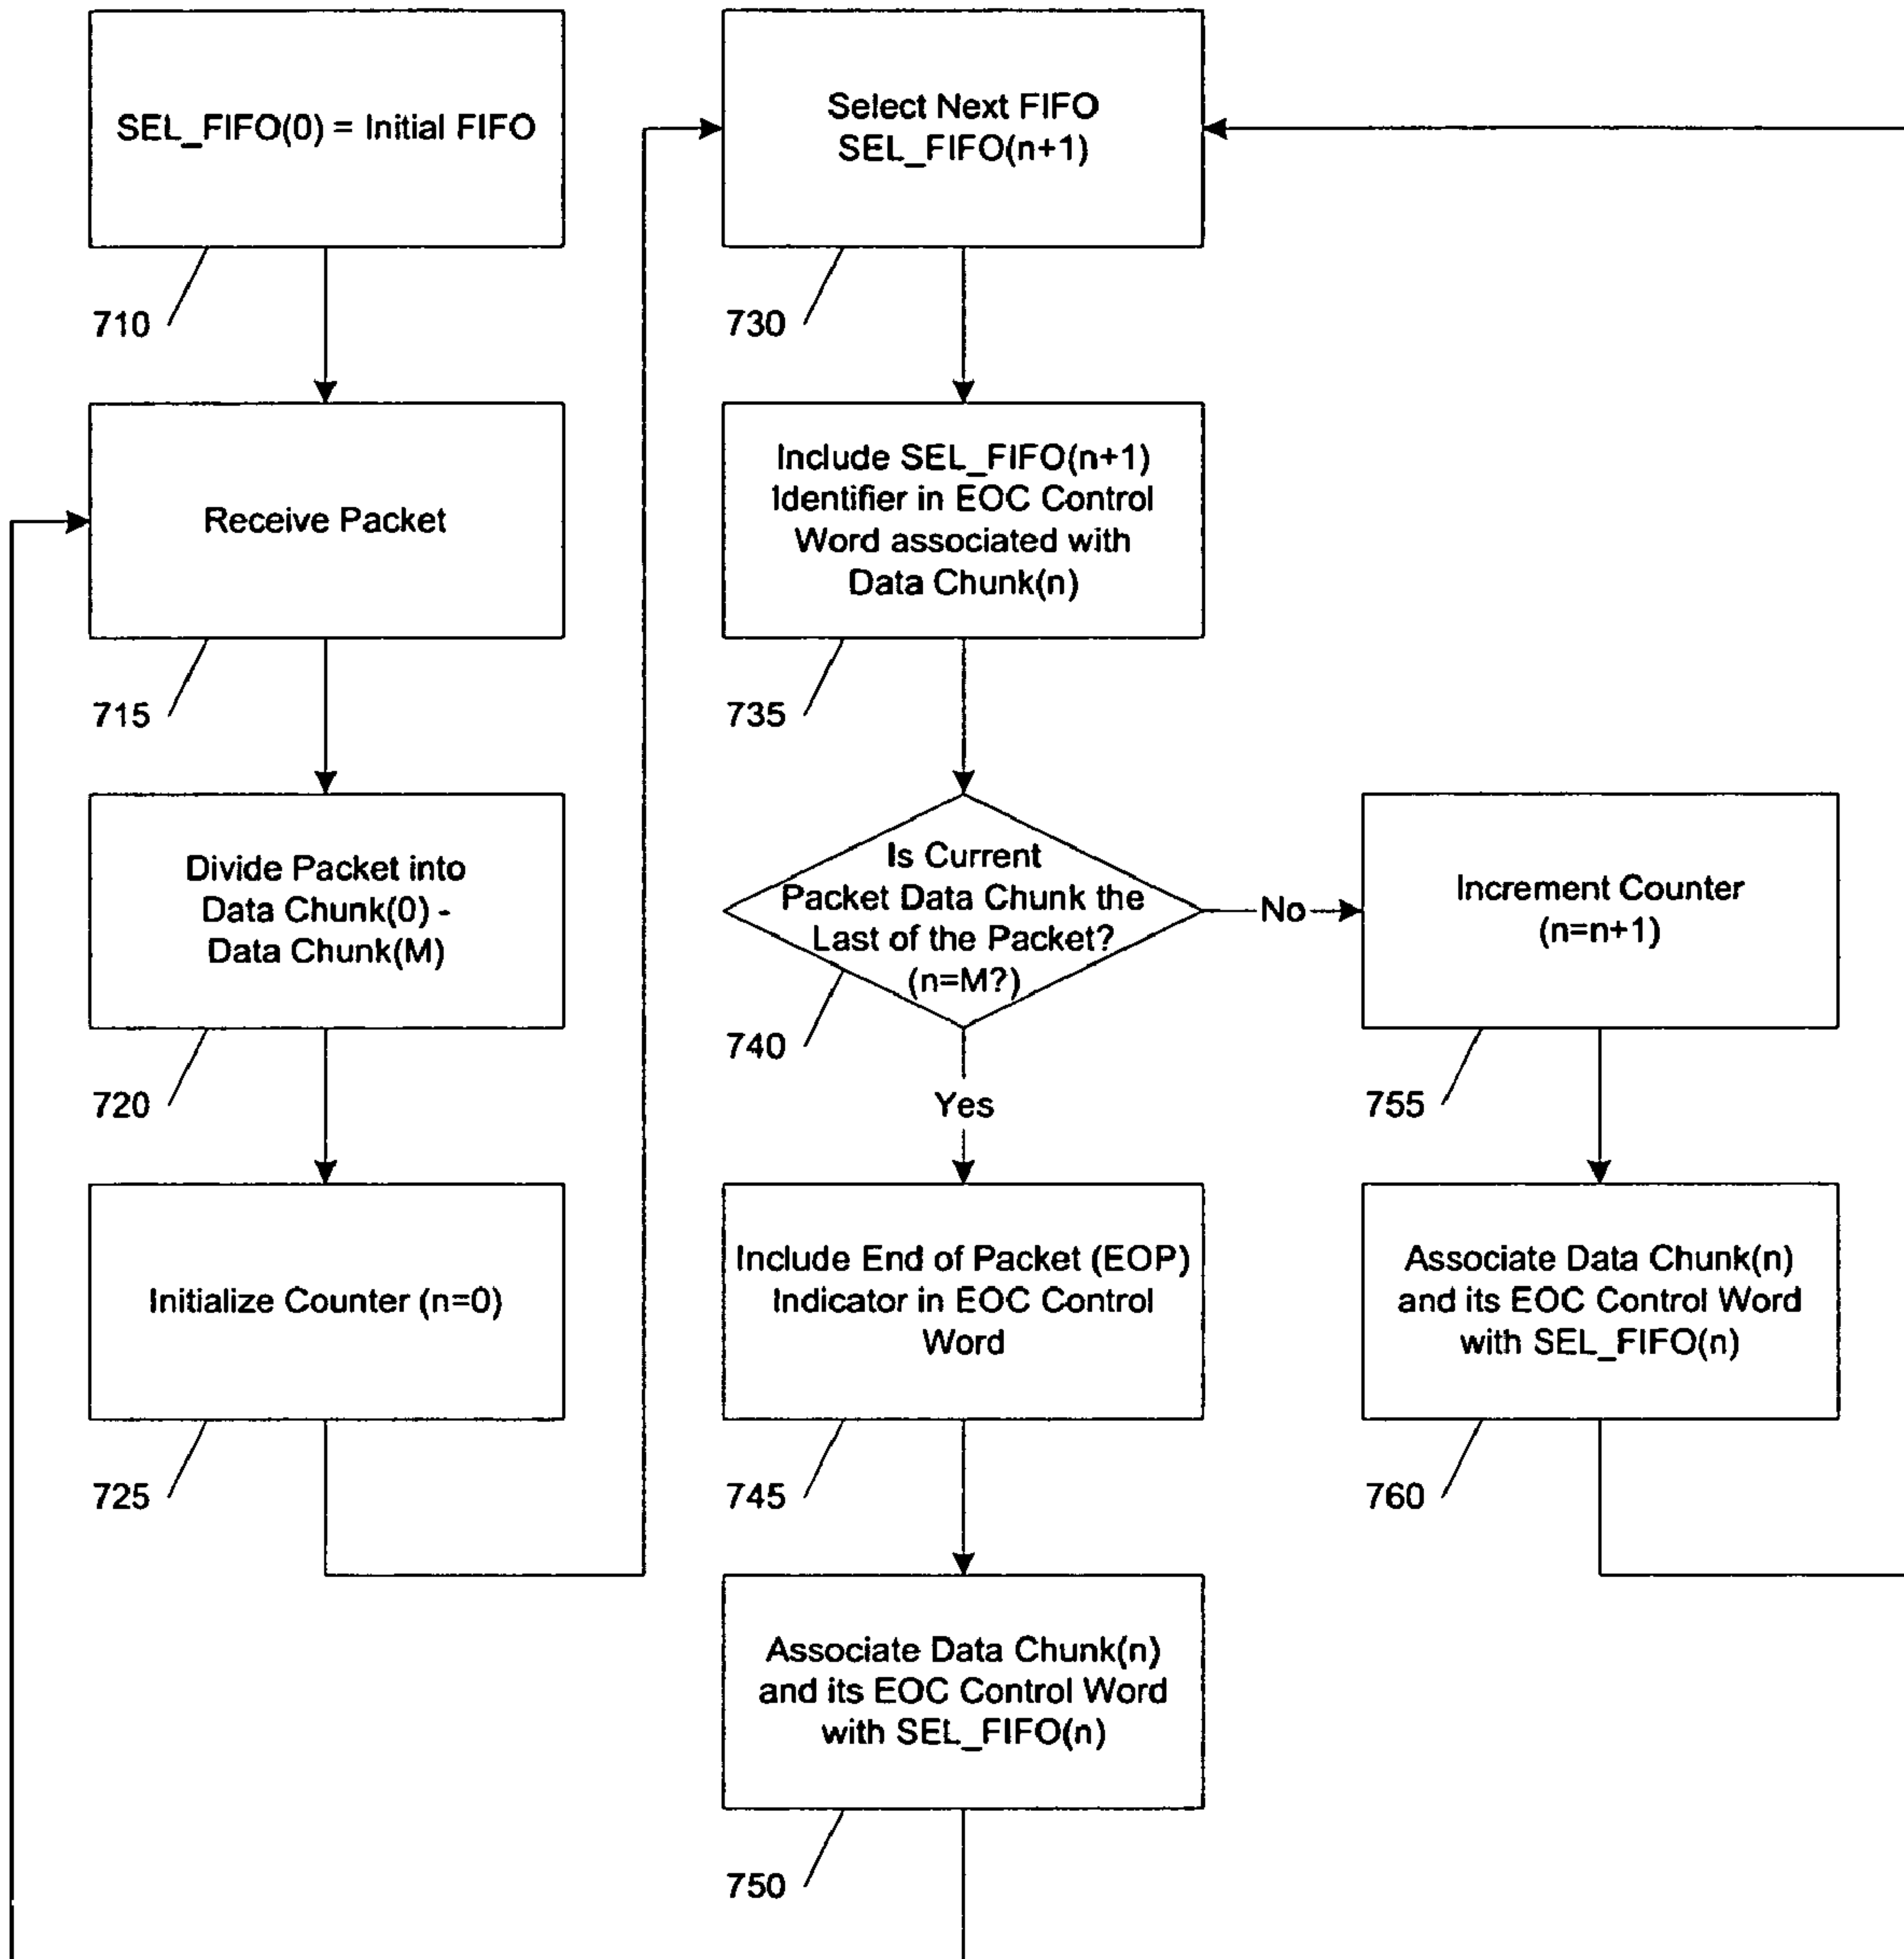 SEL_FIFO(0) = Initial FIFO
710
Receive Packet
715
Divide Packet into
Data Chunk(0) -
Data Chunk(M)
720
Initialize Counter (n=0)
725
Select Next FIFO
SEL_FIFO(n+1)
730
Include SEL_FIFO(n+1)
Identifier in EOC Control
Word associated with
Data Chunk(n)
735
Is Current
Packet Data Chunk the
Last of the Packet?
(n=M?)
740
No
Yes
Include End of Packet (EOP)
Indicator in EOC Control
Word
745
Associate Data Chunk(n)
and its EOC Control Word
with SEL_FIFO(n)
750
Increment Counter
(n=n+1)
755
Associate Data Chunk(n)
and its EOC Control Word
with SEL_FIFO(n)
760